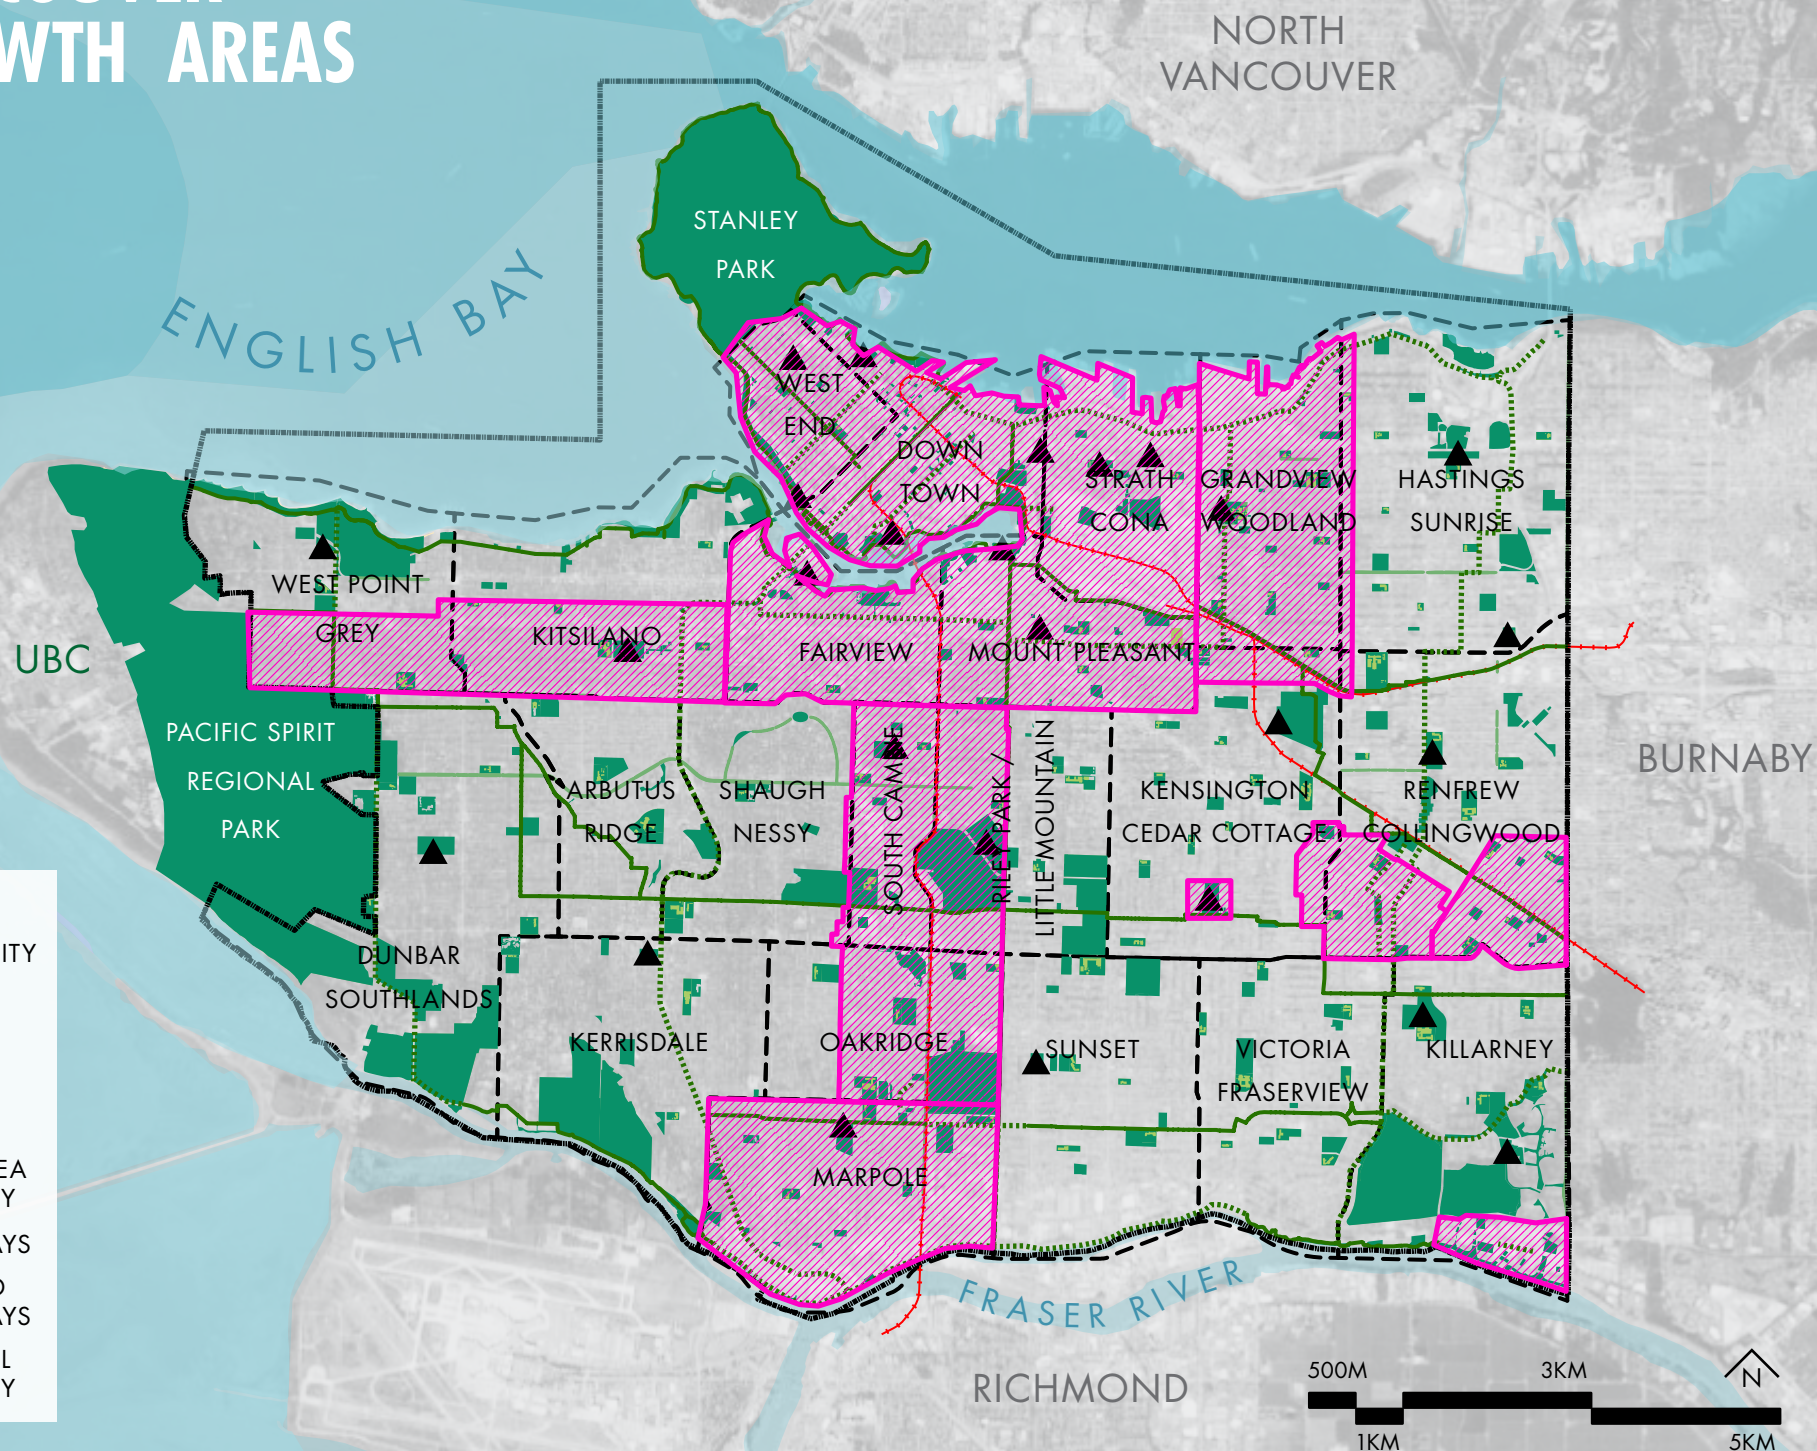 WTH AREAS
NORTH
VANCOUVER
STANLEY
PARK
ENGLISH BAY
WEST
END
DOWN
TOWN
STRATH
CONA
GRANDVIEW
WOODLAND
HASTINGS
SUNRISE
WEST POINT
GREY
KITSILANO
FAIRVIEW
MOUNT PLEASANT
UBC
PACIFIC SPIRIT
REGIONAL
PARK
ARBUTUS
RIDGE
SHAUGH
NESSY
SOUTH CAMBIE
RILEY PARK /
LITTLE MOUNTAIN
KENSINGTON
CEDAR COTTAGE
RENFREW
COLLINGWOOD
BURNABY
DUNBAR
SOUTHLANDS
KERRISDALE
OAKRIDGE
SUNSET
VICTORIA
FRASERVIEW
KILLARNEY
MARPOLE
FRASER RIVER
RICHMOND
ITY
EA
Y
AYS
D
AYS
L
Y
500M
3KM
1KM
5KM
N